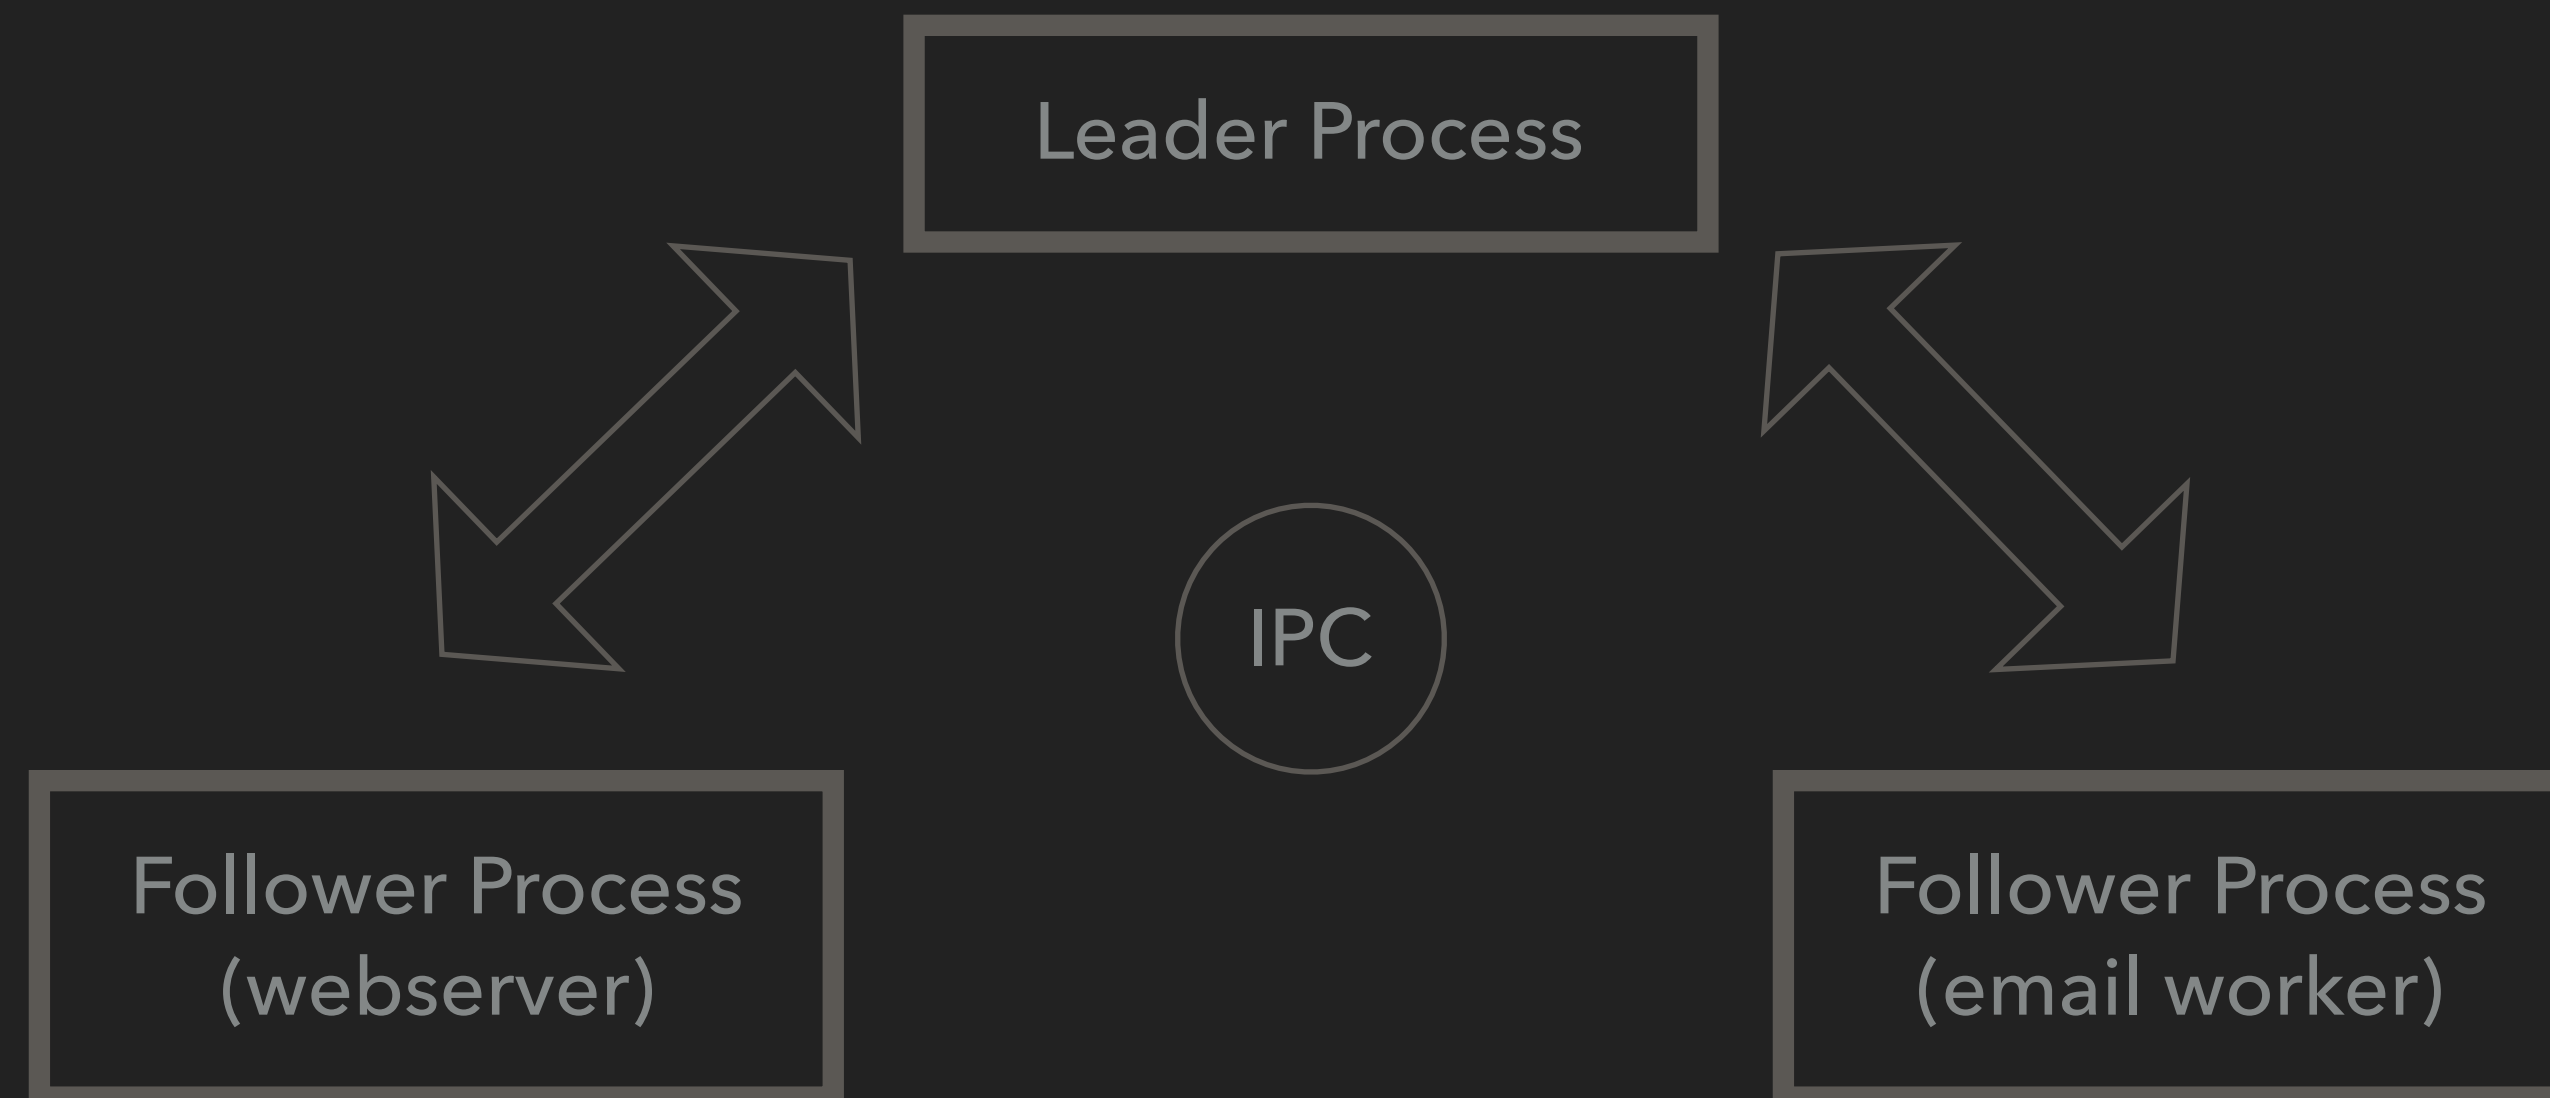 Leader Process
IPC
Follower Process
(webserver)
Follower Process
(email worker)